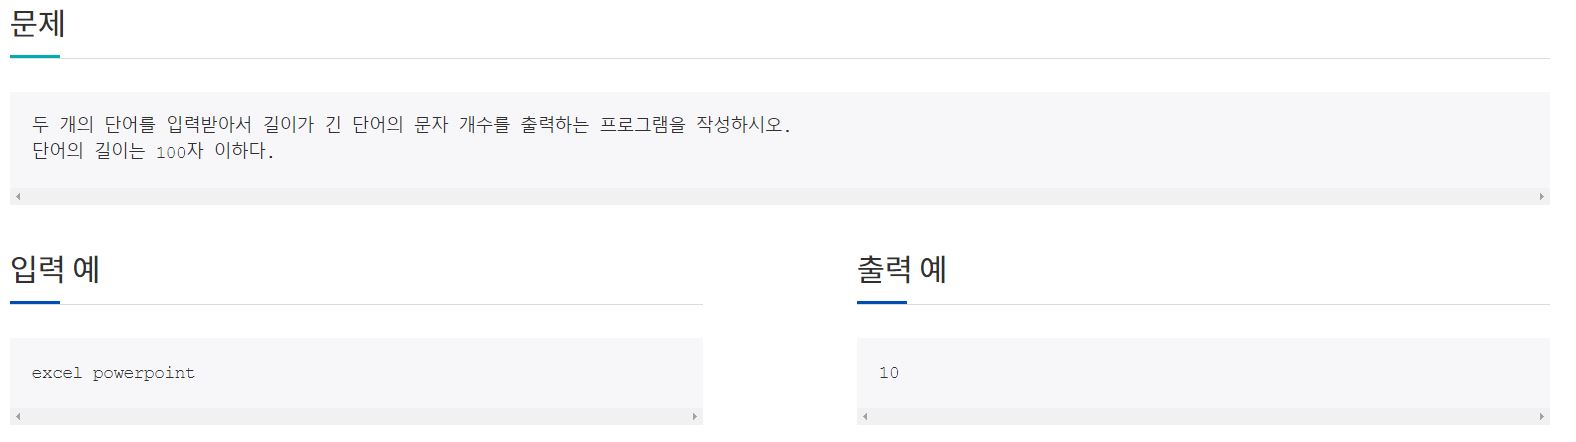 문제
두 개의 단어를 입력받아서 길이가 긴 단어의 문자 개수를 출력하는 프로그램을 작성하시오.
단어의 길이는 100자 이하다.
입력 예
excel powerpoint
출력 예
10